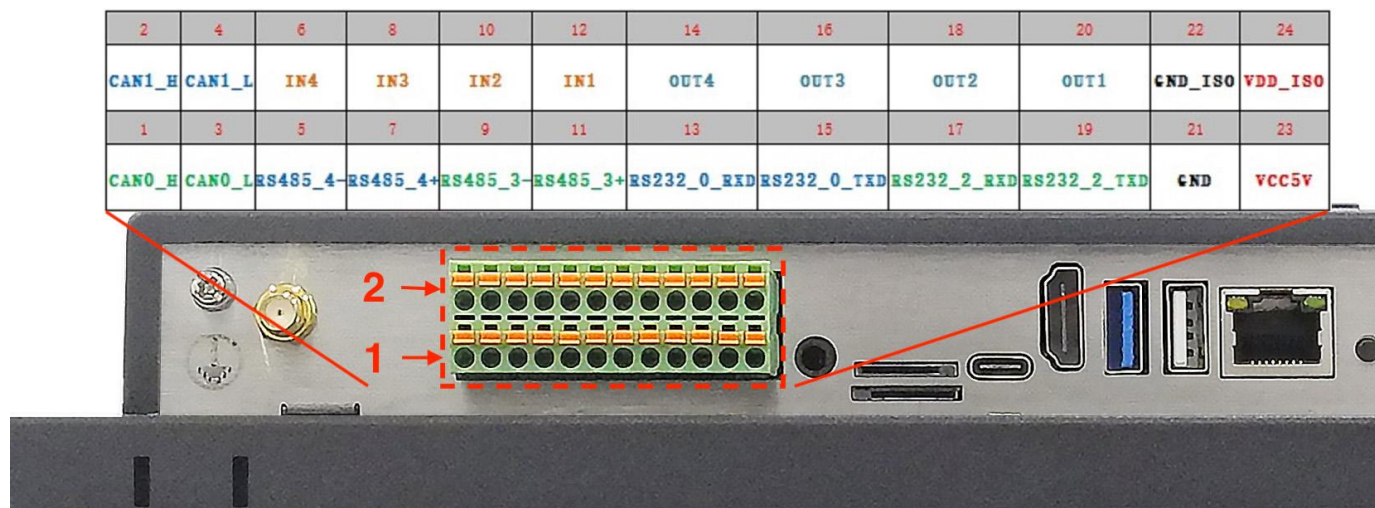 2 4 6 8 10 12 14 16 18 20 22 24
CAN1_H CAN1_L IN4 IN3 IN2 IN1 OUT4 OUT3 OUT2 OUT1 GND_ISO VDD_ISO
1 3 5 7 9 11 13 15 17 19 21 23
CAN0_H CAN0_L RS485_4- RS485_4+ RS485_3- RS485_3+ RS232_0_RXD RS232_0_TXD RS232_2_RXD RS232_2_TXD GND VCC5V
2
1